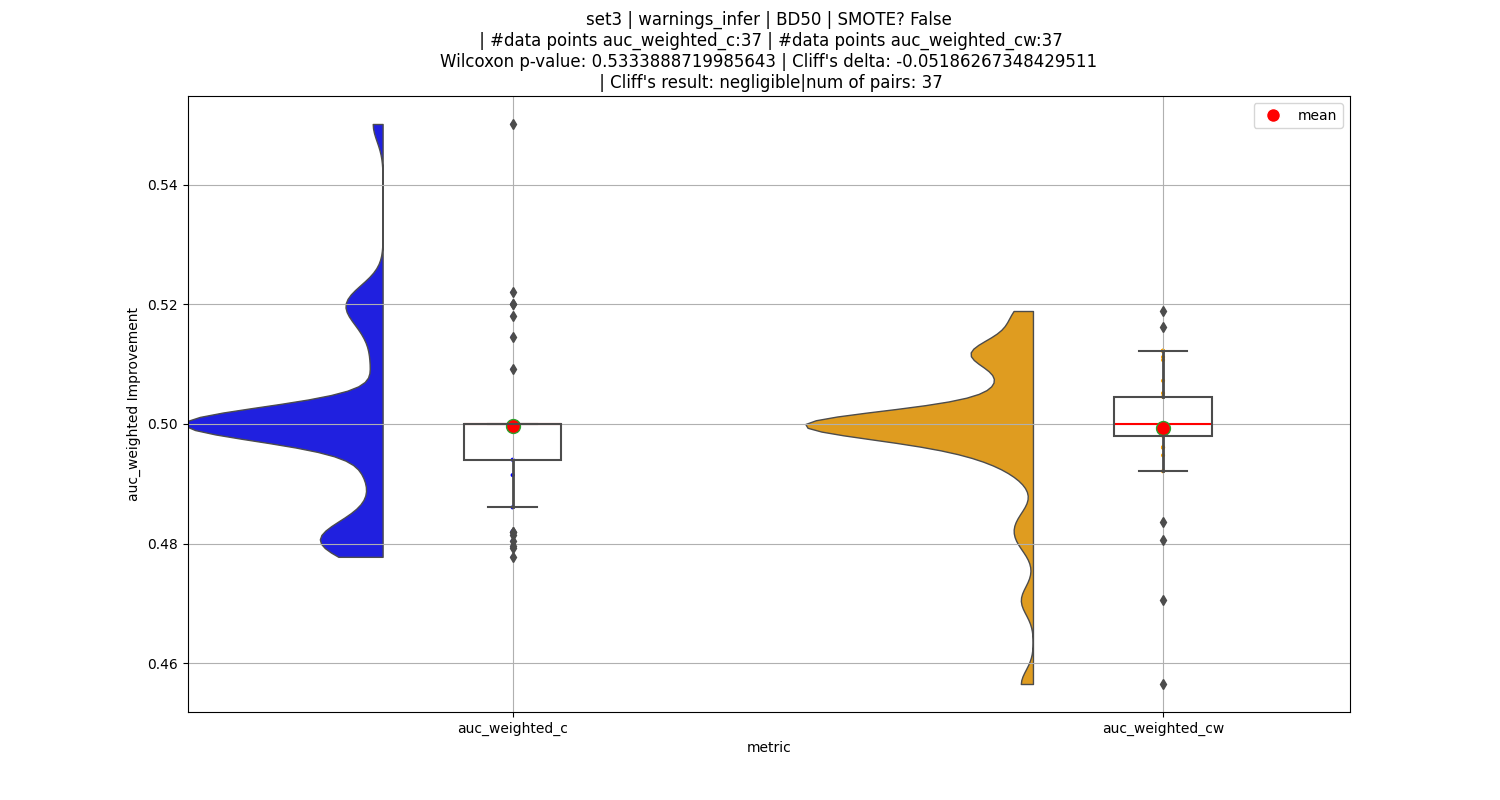 set3 | warnings_infer | BD50 | SMOTE? False
| #data points auc_weighted_c:37 | #data points auc_weighted_cw:37
Wilcoxon p-value: 0.5333888719985643 | Cliff's delta: -0.05186267348429511
| Cliff's result: negligible|num of pairs: 37
mean
0.54
0.52
0.50
0.48
0.46
auc_weighted Improvement
auc_weighted_c
auc_weighted_cw
metric